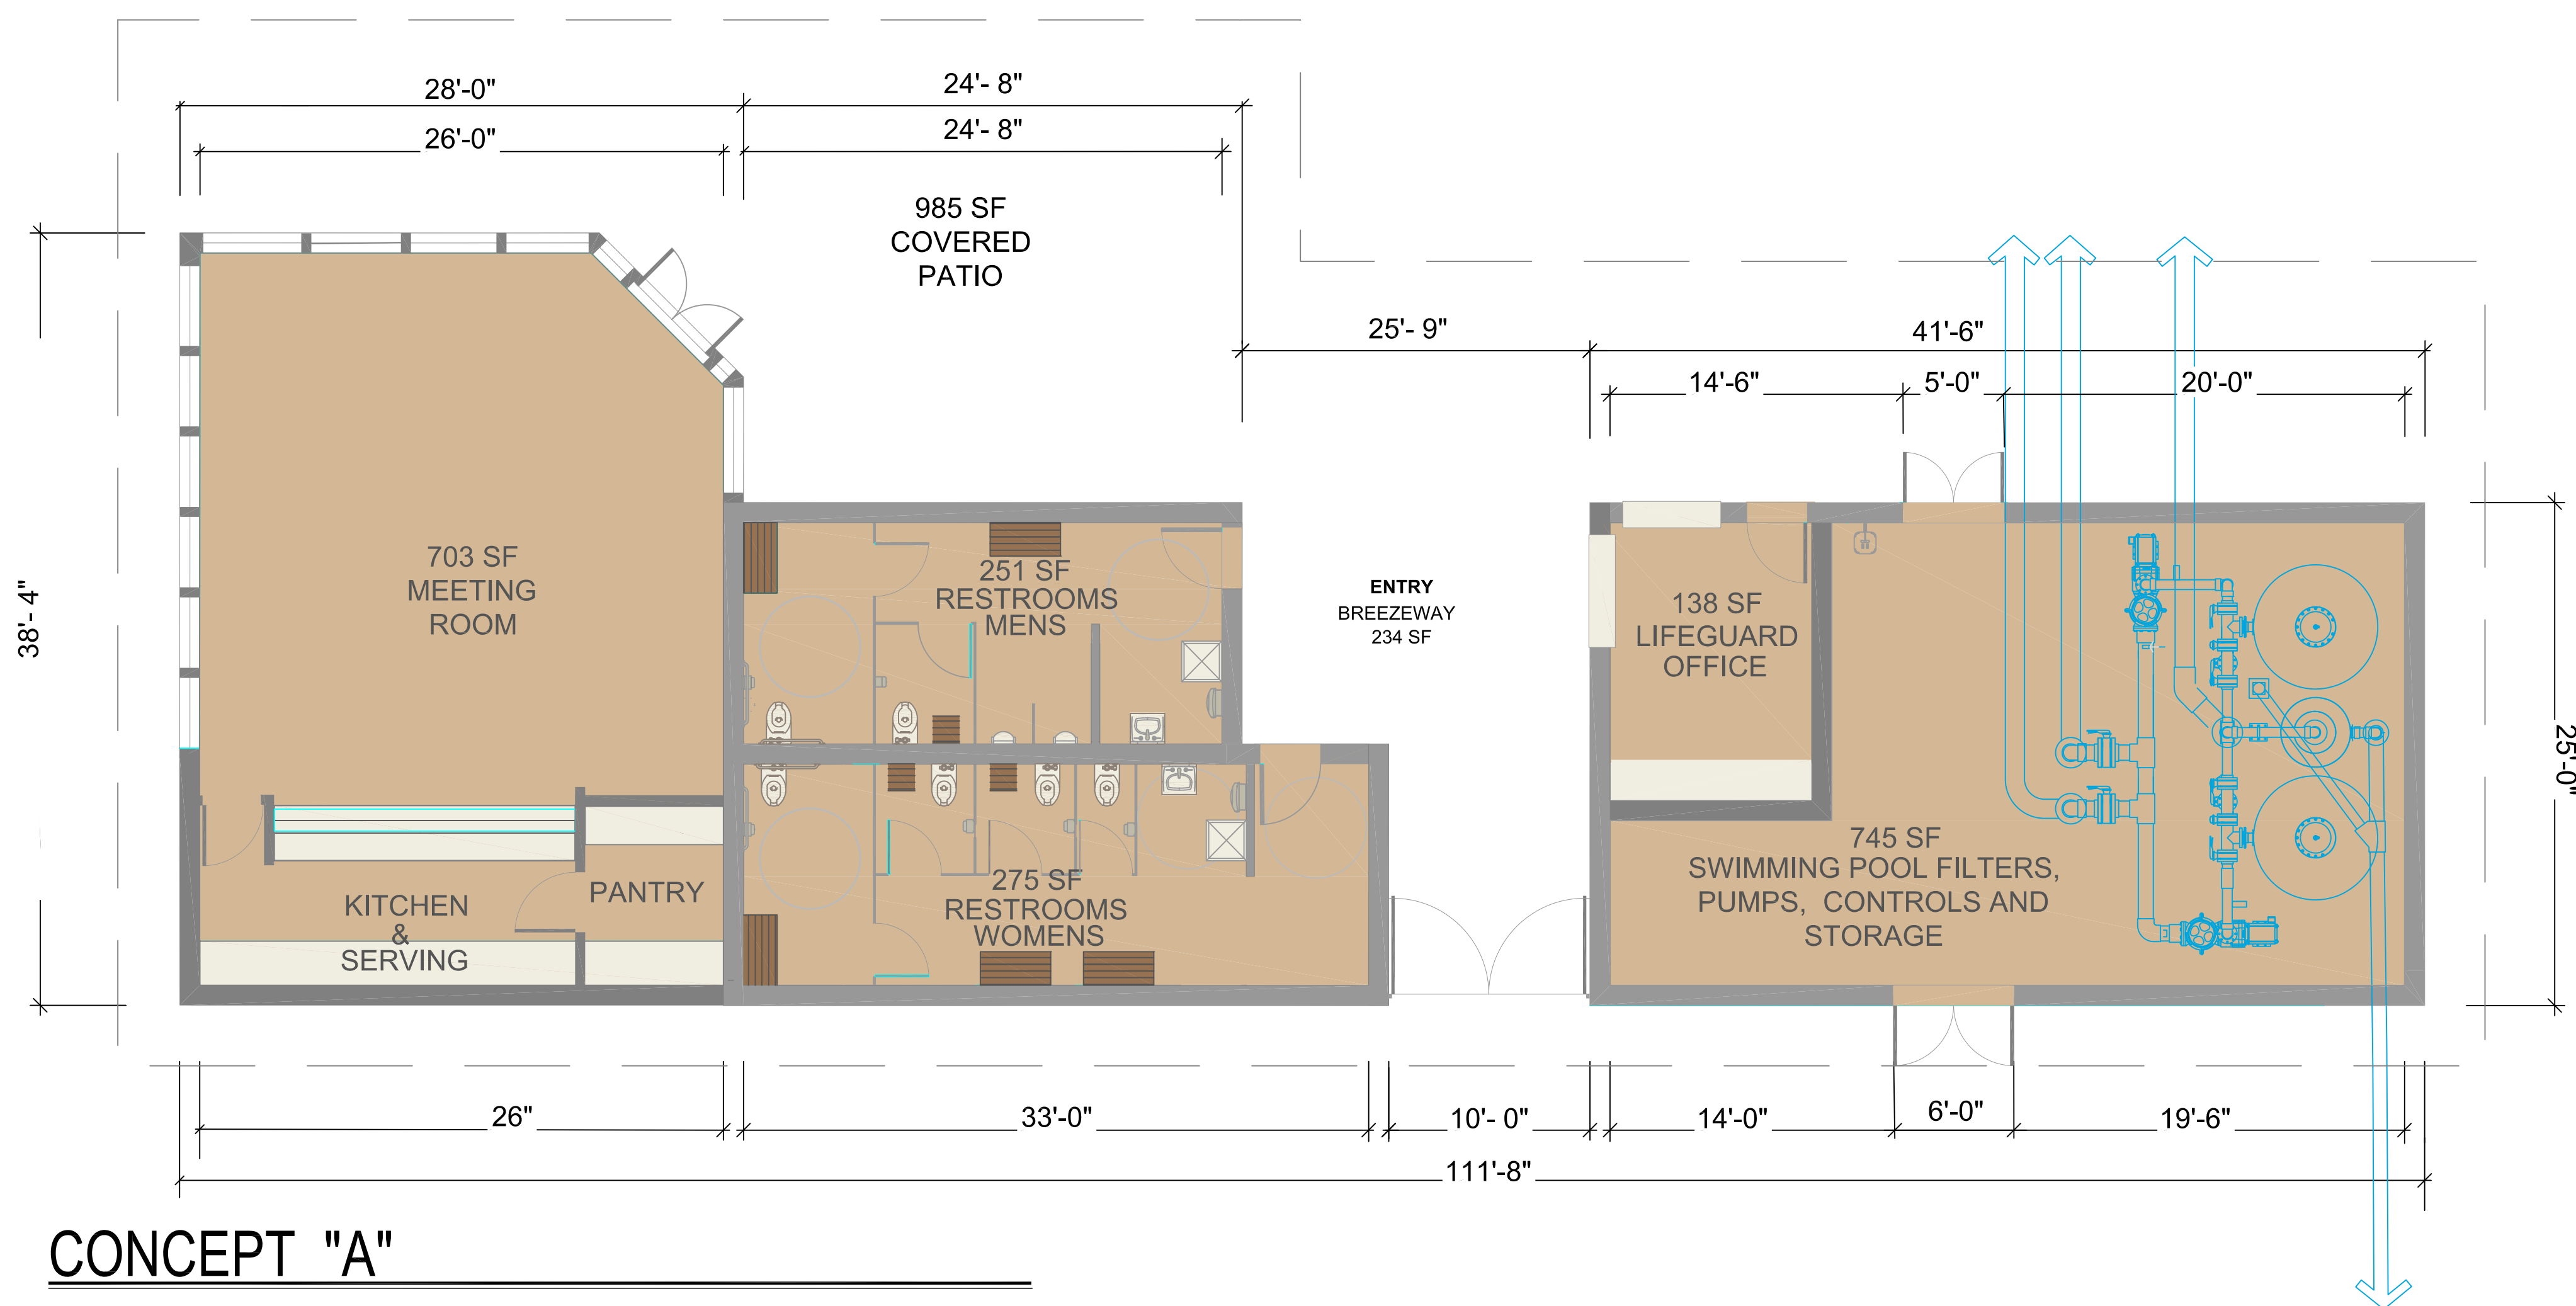 28'-0"
24'- 8"
26'-0"
24'- 8"
985 SF
COVERED
PATIO
25'- 9"
41'-6"
14'-6"
5'-0"
20'-0"
38'- 4"
703 SF
MEETING
ROOM
251 SF
RESTROOMS
MENS
ENTRY
BREEZEWAY
234 SF
138 SF
LIFEGUARD
OFFICE
25'-0"
745 SF
SWIMMING POOL FILTERS,
PUMPS, CONTROLS AND
STORAGE
KITCHEN
&
SERVING
PANTRY
275 SF
RESTROOMS
WOMENS
26"
33'-0"
10'- 0"
14'-0"
6'-0"
19'-6"
111'-8"
CONCEPT "A"